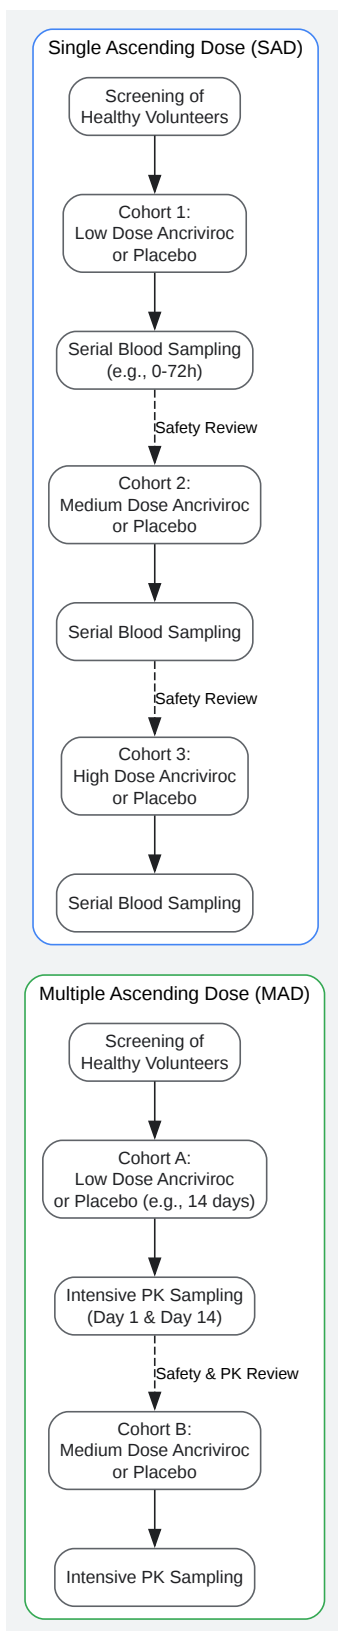 Single Ascending Dose (SAD)
Screening of
Healthy Volunteers
Cohort 1:
Low Dose Ancriviroc
or Placebo
Serial Blood Sampling
(e.g., 0-72h)
Safety Review
Cohort 2:
Medium Dose Ancriviroc
or Placebo
Serial Blood Sampling
Safety Review
Cohort 3:
High Dose Ancriviroc
or Placebo
Serial Blood Sampling
Multiple Ascending Dose (MAD)
Screening of
Healthy Volunteers
Cohort A:
Low Dose Ancriviroc
or Placebo (e.g., 14 days)
Intensive PK Sampling
(Day 1 & Day 14)
Safety & PK Review
Cohort B:
Medium Dose Ancriviroc
or Placebo
Intensive PK Sampling